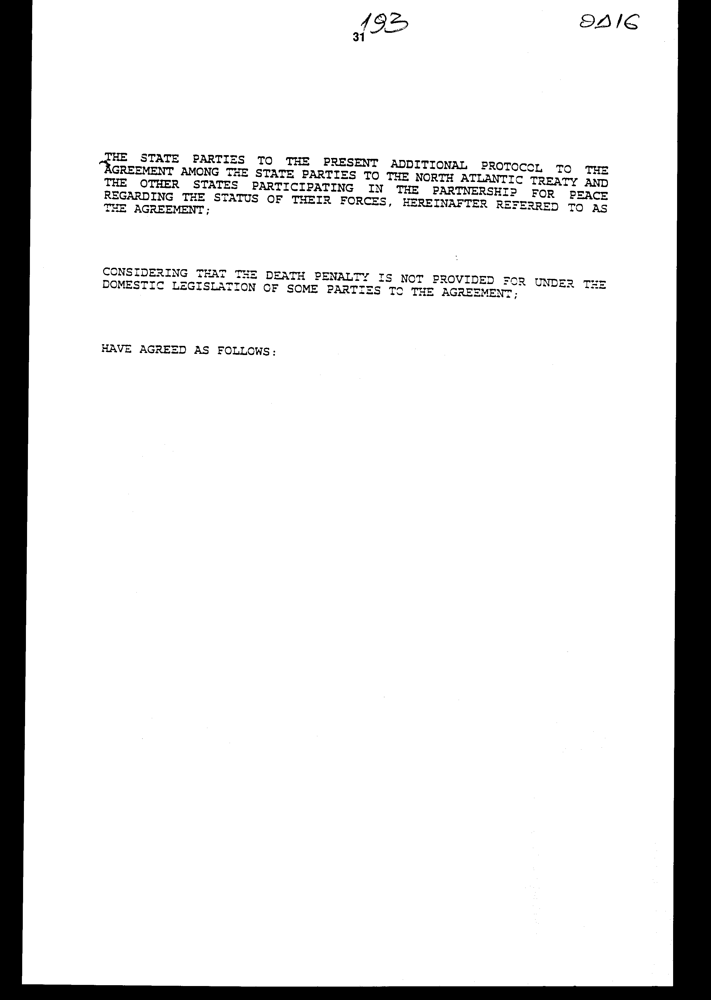 193
31
THE STATE PARTIES TO THE PRESENT ADDITIONAL PROTOCOL TO THE
AGREEMENT AMONG THE STATE PARTIES TO THE NORTH ATLANTIC TREATY AND
THE OTHER STATES PARTICIPATING IN THE PARTNERSHIP FOR PEACE
REGARDING THE STATUS OF THEIR FORCES, HEREINAFTER REFERRED TO AS
THE AGREEMENT;
CONSIDERING THAT THE DEATH PENALTY IS NOT PROVIDED FOR UNDER THE
DOMESTIC LEGISLATION OF SOME PARTIES TO THE AGREEMENT;
HAVE AGREED AS FOLLOWS: